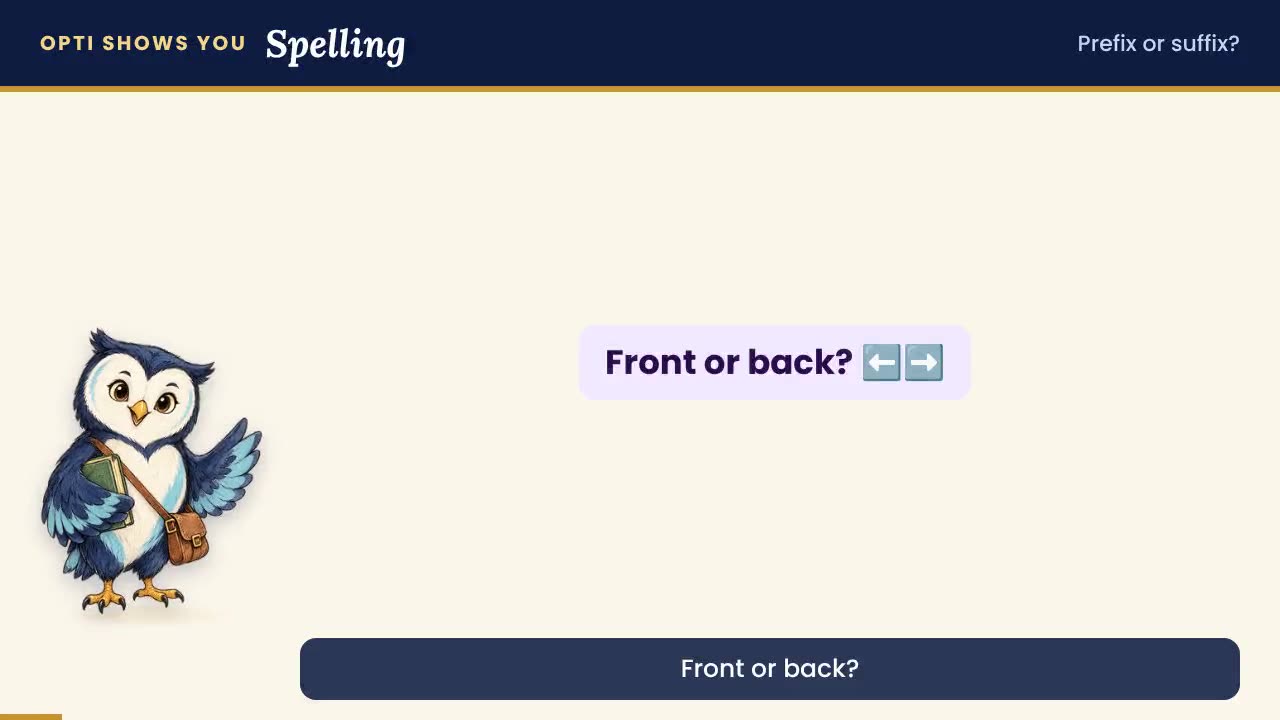 OPTI SHOWS YOU Spelling
Prefix or suffix?
Front or back? ⬅️➡️
Front or back?